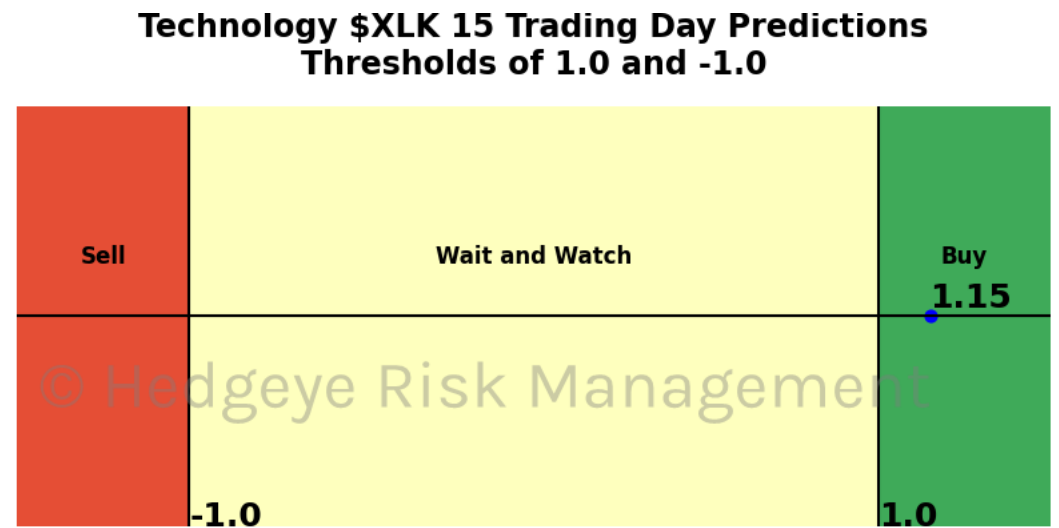 Technology $XLK 15 Trading Day Predictions
Thresholds of 1.0 and -1.0
Sell
Wait and Watch
Buy
1.15
© Hedgeye Risk Management
-1.0
1.0